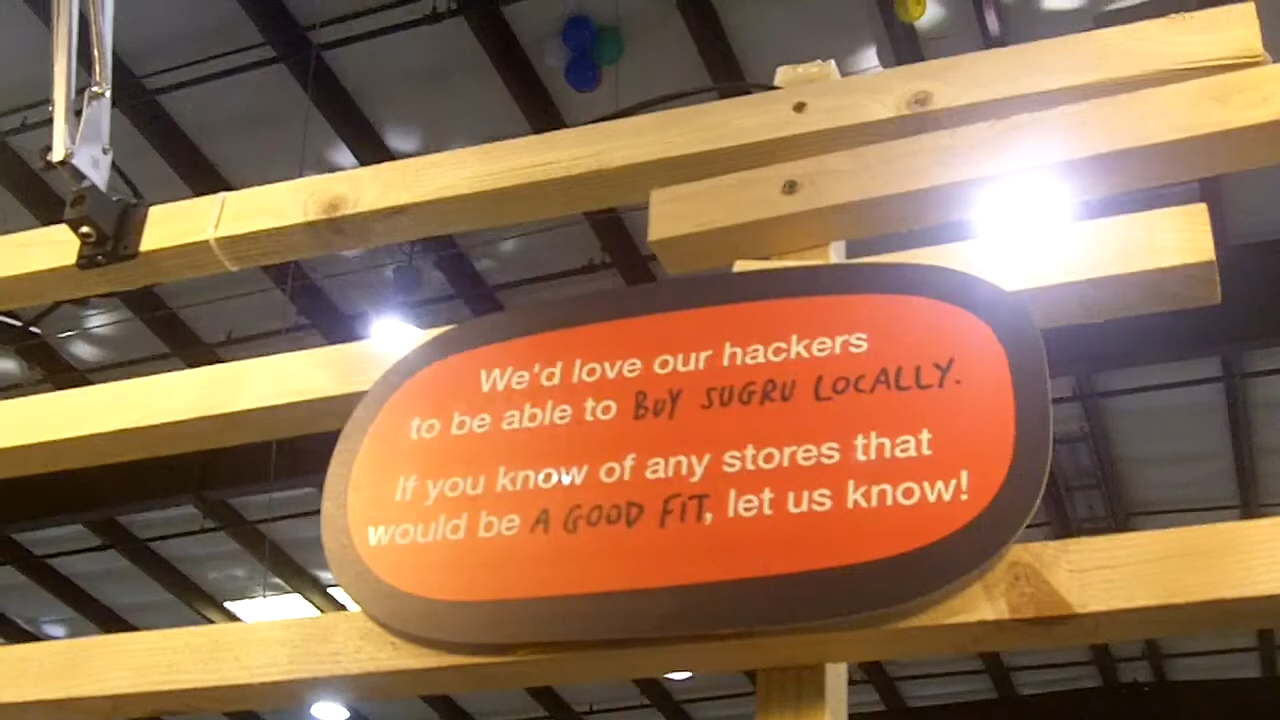 We'd love our hackers
to be able to BUY SUGRU LOCALLY.
If you know of any stores that
would be A GOOD FIT, let us know!